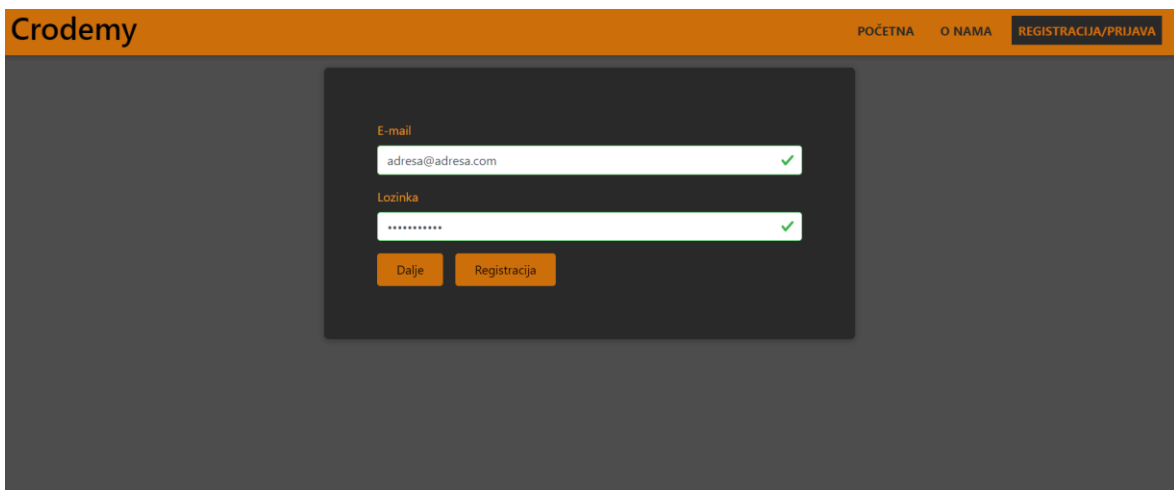 Crodemy
POČETNA O NAMA REGISTRACIJA/PRIJAVA
E-mail
adresa@adresa.com
Lozinka
•••••••••••
Dalje Registracija